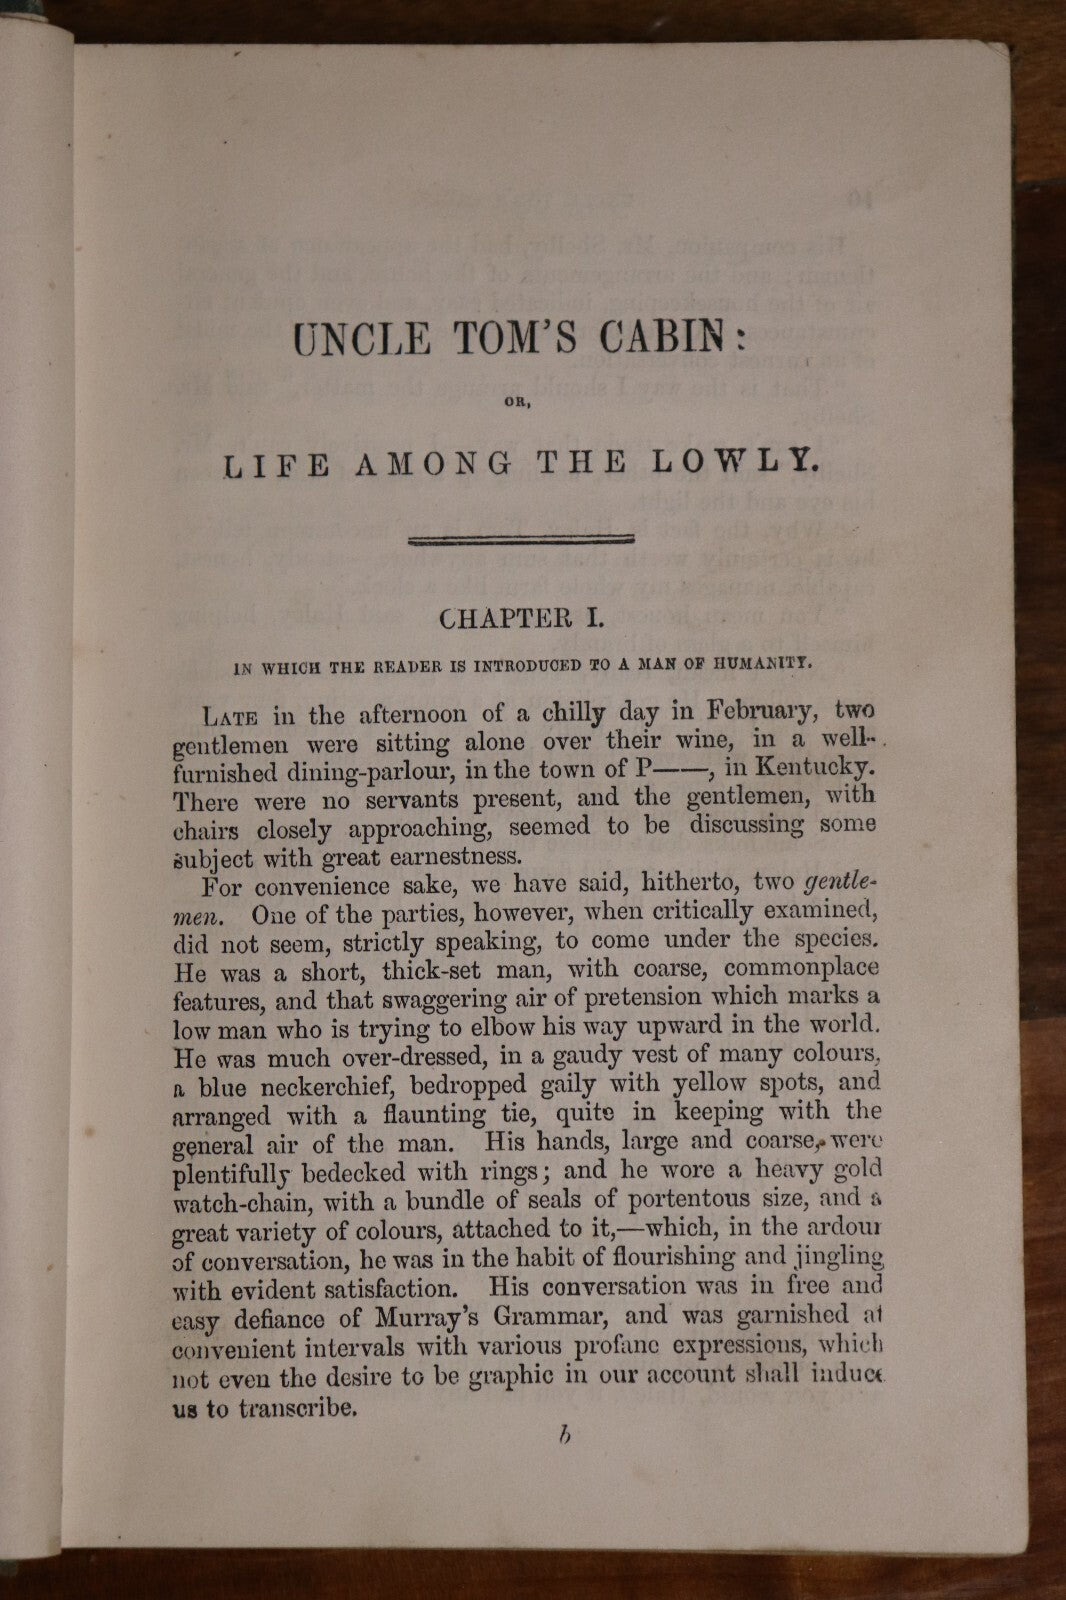 UNCLE TOM'S CABIN:
OR,
LIFE AMONG THE LOWLY.
CHAPTER I.
IN WHICH THE READER IS INTRODUCED TO A MAN OF HUMANITY.
LATE in the afternoon of a chilly day in February, two
gentlemen were sitting alone over their wine, in a well-
furnished dining-parlour, in the town of P——, in Kentucky.
There were no servants present, and the gentlemen, with
chairs closely approaching, seemed to be discussing some
subject with great earnestness.
For convenience sake, we have said, hitherto, two gentle-
men. One of the parties, however, when critically examined,
did not seem, strictly speaking, to come under the species.
He was a short, thick-set man, with coarse, commonplace
features, and that swaggering air of pretension which marks a
low man who is trying to elbow his way upward in the world.
He was much over-dressed, in a gaudy vest of many colours,
a blue neckerchief, bedropped gaily with yellow spots, and
arranged with a flaunting tie, quite in keeping with the
general air of the man. His hands, large and coarse, were
plentifully bedecked with rings; and he wore a heavy gold
watch-chain, with a bundle of seals of portentous size, and a
great variety of colours, attached to it,—which, in the ardour
of conversation, he was in the habit of flourishing and jingling
with evident satisfaction. His conversation was in free and
easy defiance of Murray's Grammar, and was garnished at
convenient intervals with various profane expressions, which
not even the desire to be graphic in our account shall induce
us to transcribe.
b